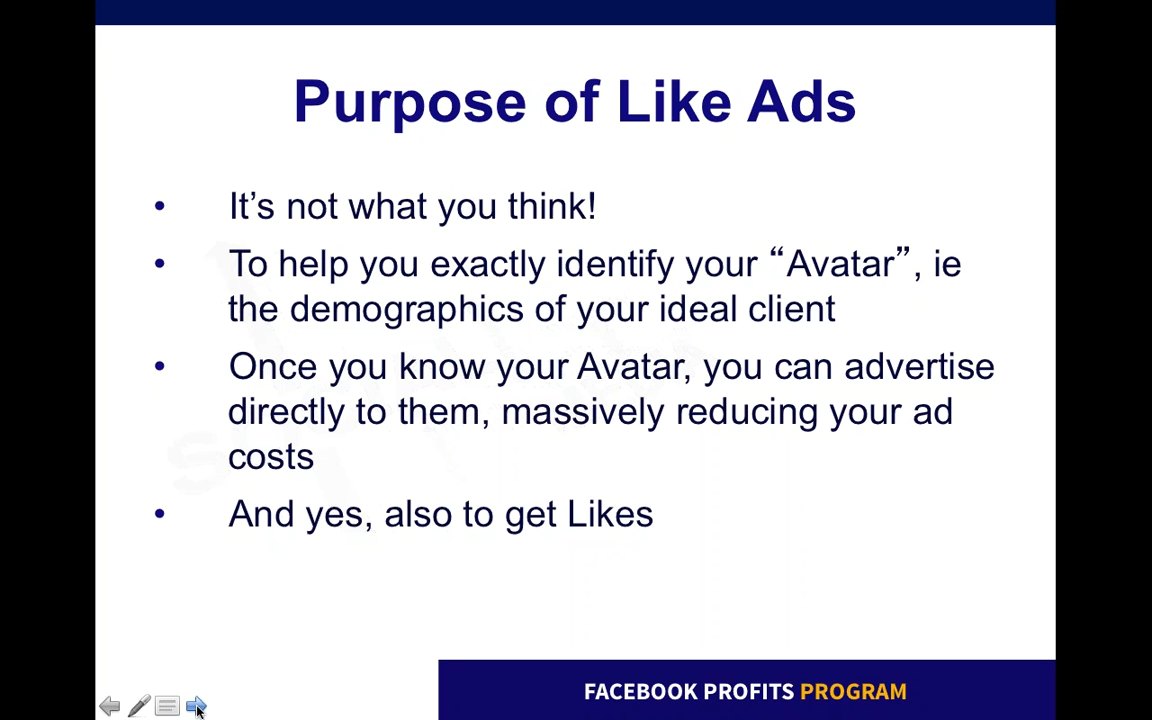 Purpose of Like Ads
• It’s not what you think!
• To help you exactly identify your “Avatar”, ie
the demographics of your ideal client
• Once you know your Avatar, you can advertise
directly to them, massively reducing your ad
costs
• And yes, also to get Likes
FACEBOOK PROFITS PROGRAM